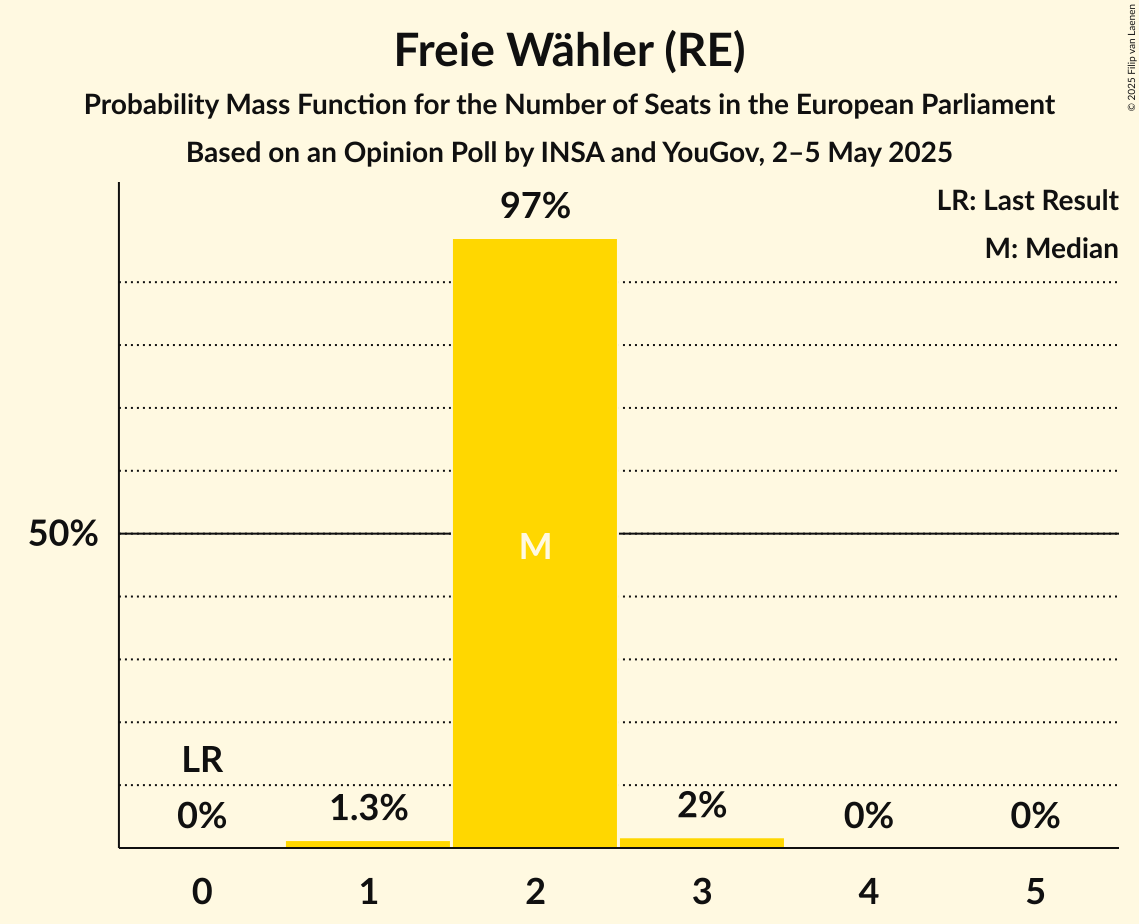 Freie Wähler (RE)
Probability Mass Function for the Number of Seats in the European Parliament
Based on an Opinion Poll by INSA and YouGov, 2–5 May 2025
© 2025 Filip van Laenen
LR: Last Result
M: Median
97%
50%
M
LR
0%
1.3%
2%
0%
0%
0
1
2
3
4
5